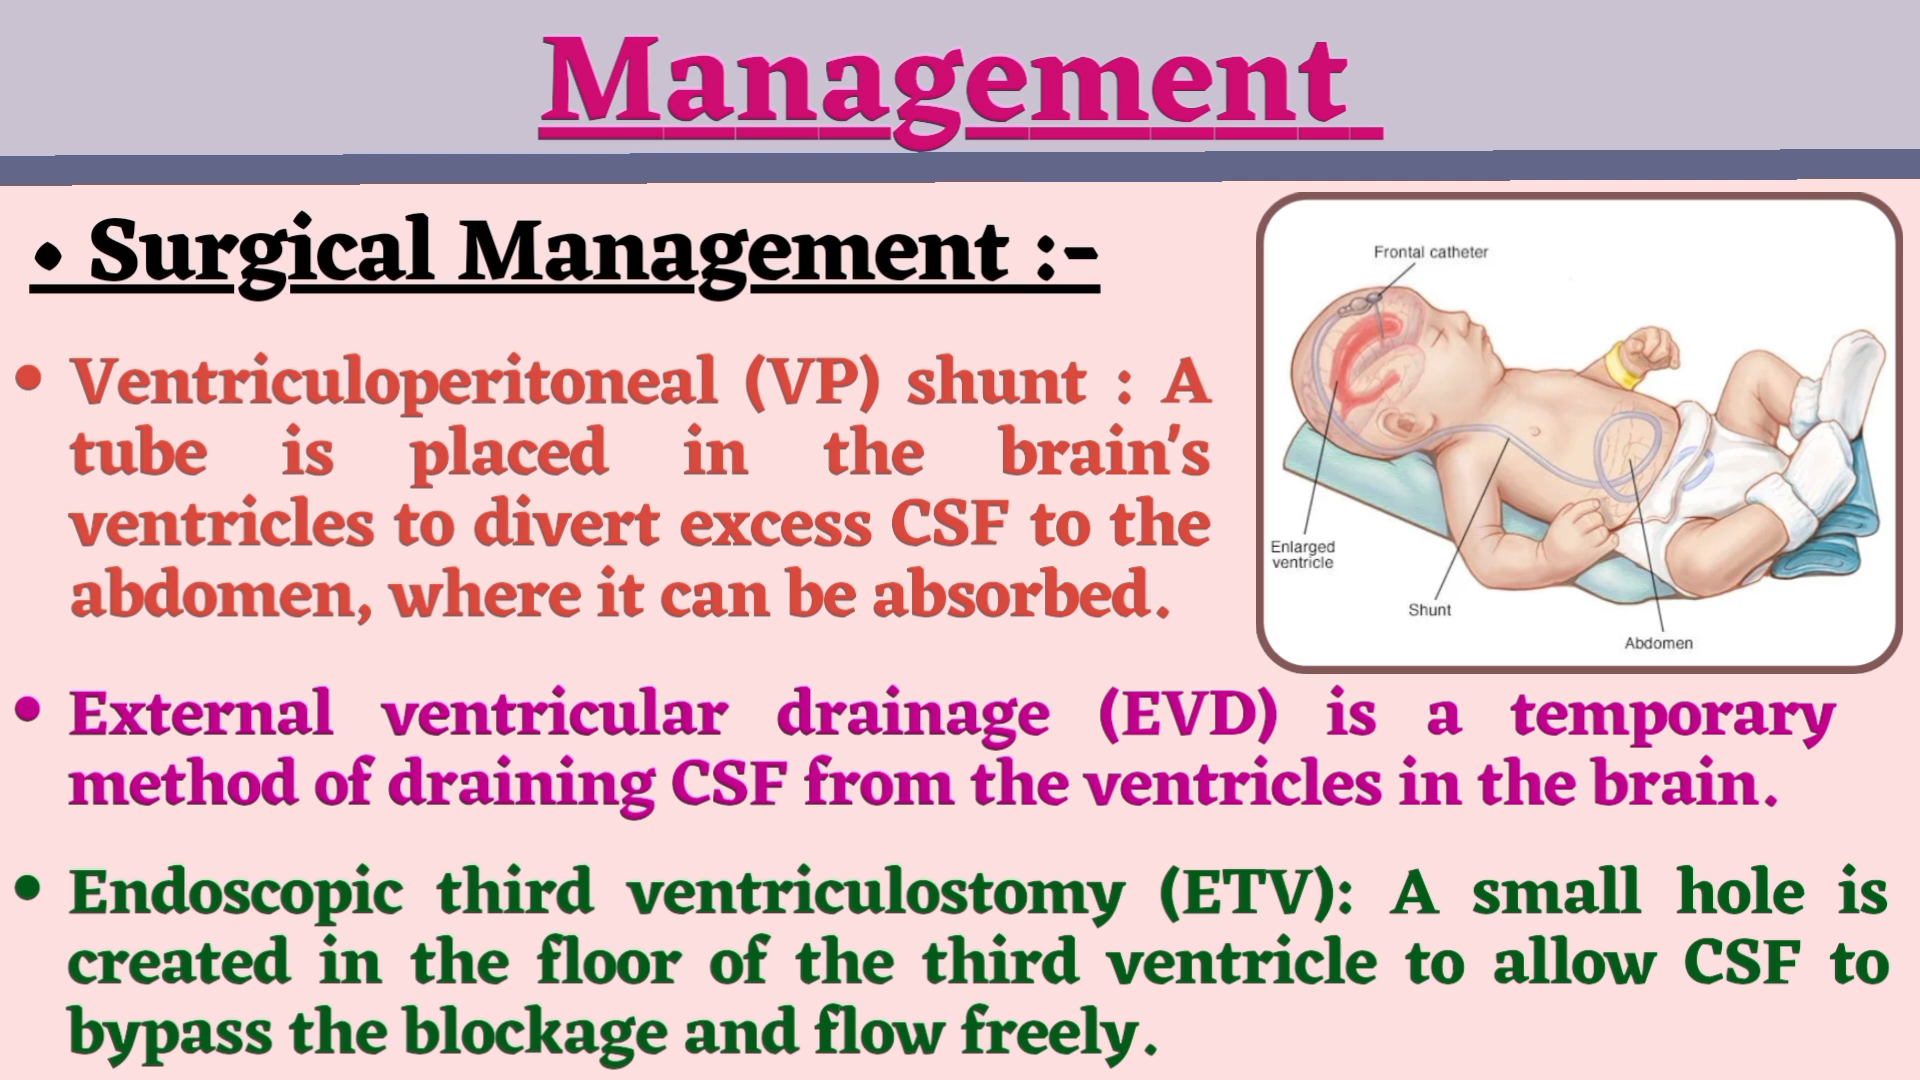 Management
• Surgical Management :-
• Ventriculoperitoneal (VP) shunt : A
tube is placed in the brain's
ventricles to divert excess CSF to the
abdomen, where it can be absorbed.
Frontal catheter
Enlarged
ventricle
Shunt
Abdomen
• External ventricular drainage (EVD) is a temporary
method of draining CSF from the ventricles in the brain.
• Endoscopic third ventriculostomy (ETV): A small hole is
created in the floor of the third ventricle to allow CSF to
bypass the blockage and flow freely.